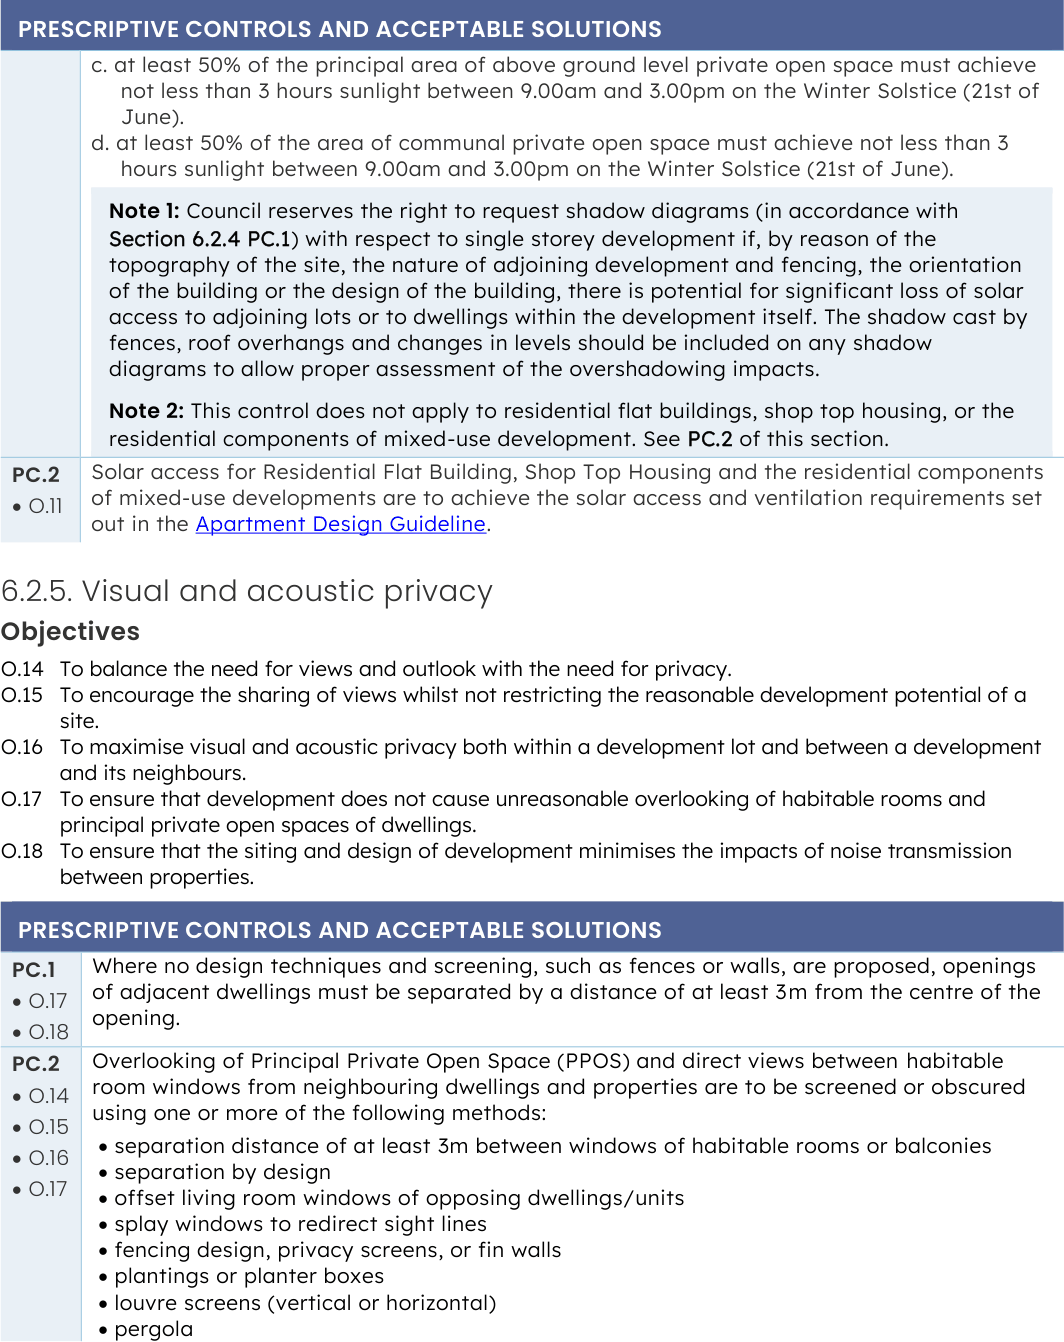 PRESCRIPTIVE CONTROLS AND ACCEPTABLE SOLUTIONS
c. at least 50% of the principal area of above ground level private open space must achieve
not less than 3 hours sunlight between 9.00am and 3.00pm on the Winter Solstice (21st of
June).
d. at least 50% of the area of communal private open space must achieve not less than 3
hours sunlight between 9.00am and 3.00pm on the Winter Solstice (21st of June).
Note 1: Council reserves the right to request shadow diagrams (in accordance with
Section 6.2.4 PC.1) with respect to single storey development if, by reason of the
topography of the site, the nature of adjoining development and fencing, the orientation
of the building or the design of the building, there is potential for significant loss of solar
access to adjoining lots or to dwellings within the development itself. The shadow cast by
fences, roof overhangs and changes in levels should be included on any shadow
diagrams to allow proper assessment of the overshadowing impacts.
Note 2: This control does not apply to residential flat buildings, shop top housing, or the
residential components of mixed-use development. See PC.2 of this section.
PC.2
• O.11
Solar access for Residential Flat Building, Shop Top Housing and the residential components
of mixed-use developments are to achieve the solar access and ventilation requirements set
out in the Apartment Design Guideline.
6.2.5. Visual and acoustic privacy
Objectives
O.14 To balance the need for views and outlook with the need for privacy.
O.15 To encourage the sharing of views whilst not restricting the reasonable development potential of a
site.
O.16 To maximise visual and acoustic privacy both within a development lot and between a development
and its neighbours.
O.17 To ensure that development does not cause unreasonable overlooking of habitable rooms and
principal private open spaces of dwellings.
O.18 To ensure that the siting and design of development minimises the impacts of noise transmission
between properties.
PRESCRIPTIVE CONTROLS AND ACCEPTABLE SOLUTIONS
PC.1
• O.17
• O.18
Where no design techniques and screening, such as fences or walls, are proposed, openings
of adjacent dwellings must be separated by a distance of at least 3m from the centre of the
opening.
PC.2
• O.14
• O.15
• O.16
• O.17
Overlooking of Principal Private Open Space (PPOS) and direct views between habitable
room windows from neighbouring dwellings and properties are to be screened or obscured
using one or more of the following methods:
• separation distance of at least 3m between windows of habitable rooms or balconies
• separation by design
• offset living room windows of opposing dwellings/units
• splay windows to redirect sight lines
• fencing design, privacy screens, or fin walls
• plantings or planter boxes
• louvre screens (vertical or horizontal)
• pergola